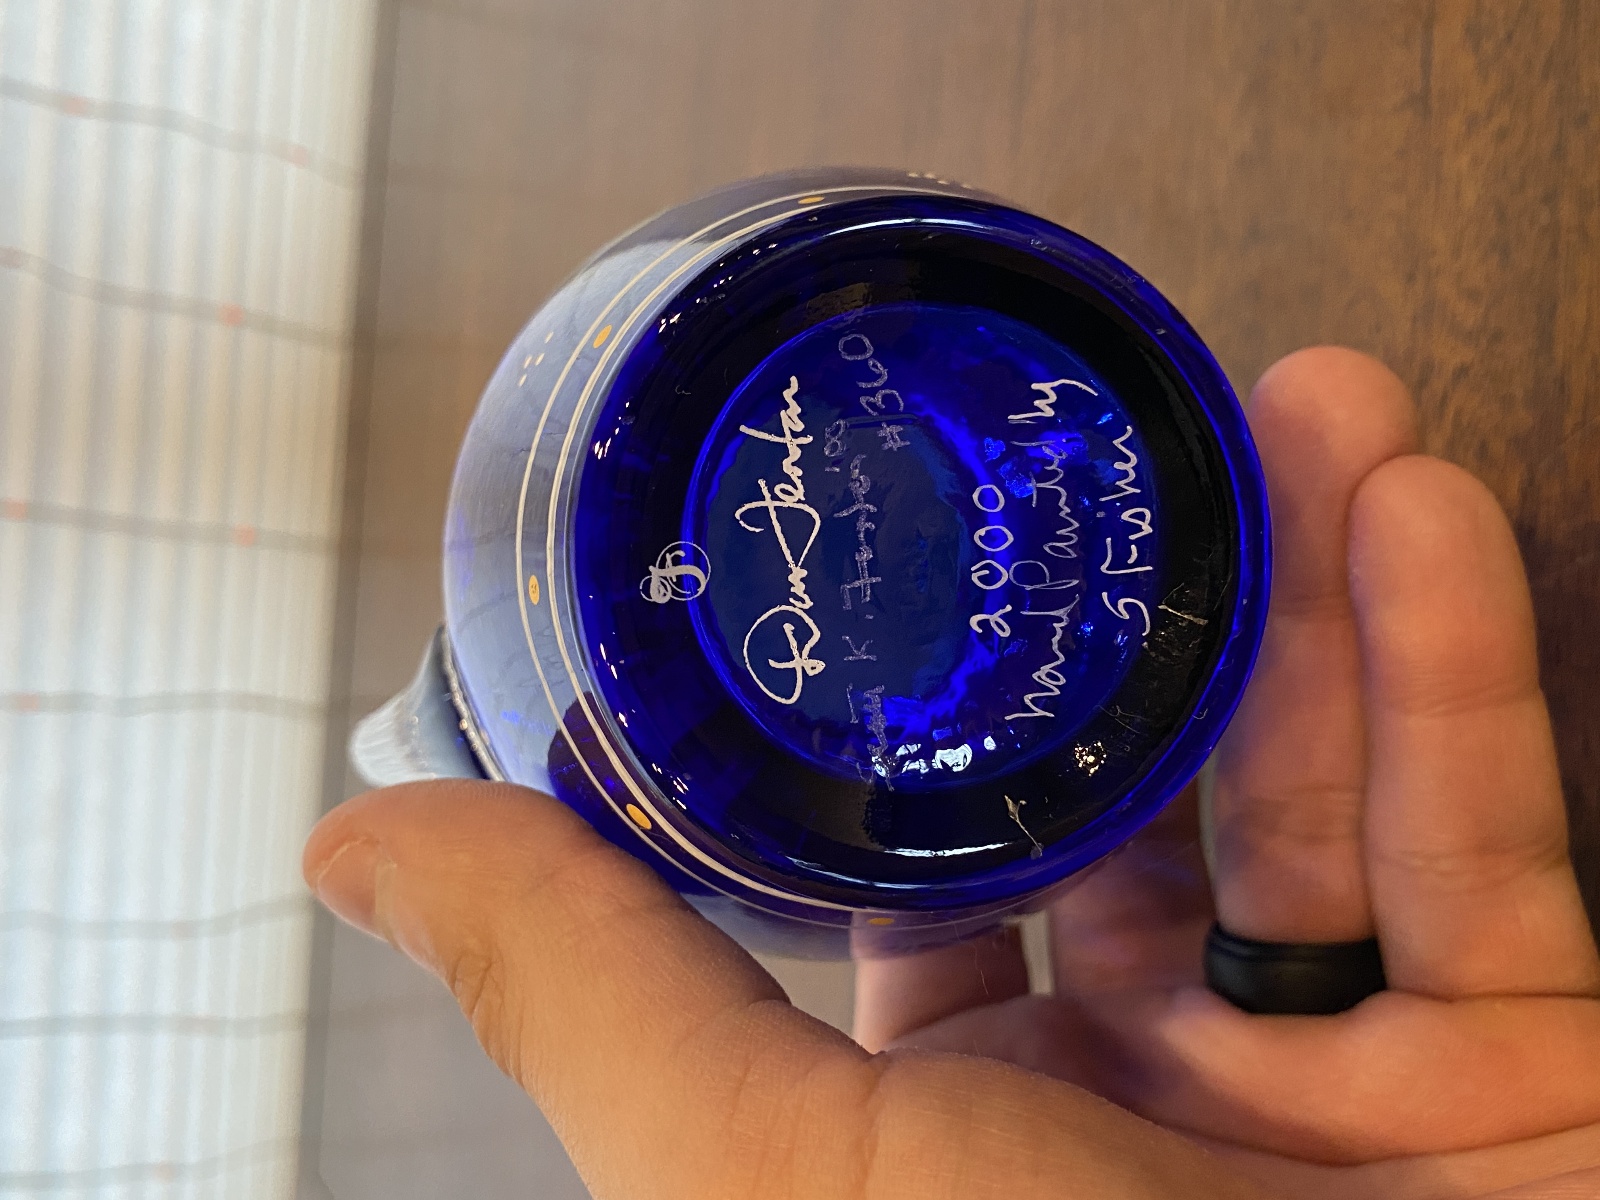 F
Don Fenton
K. Fenton '00
#360
2000
hand Painted by
S Fisher